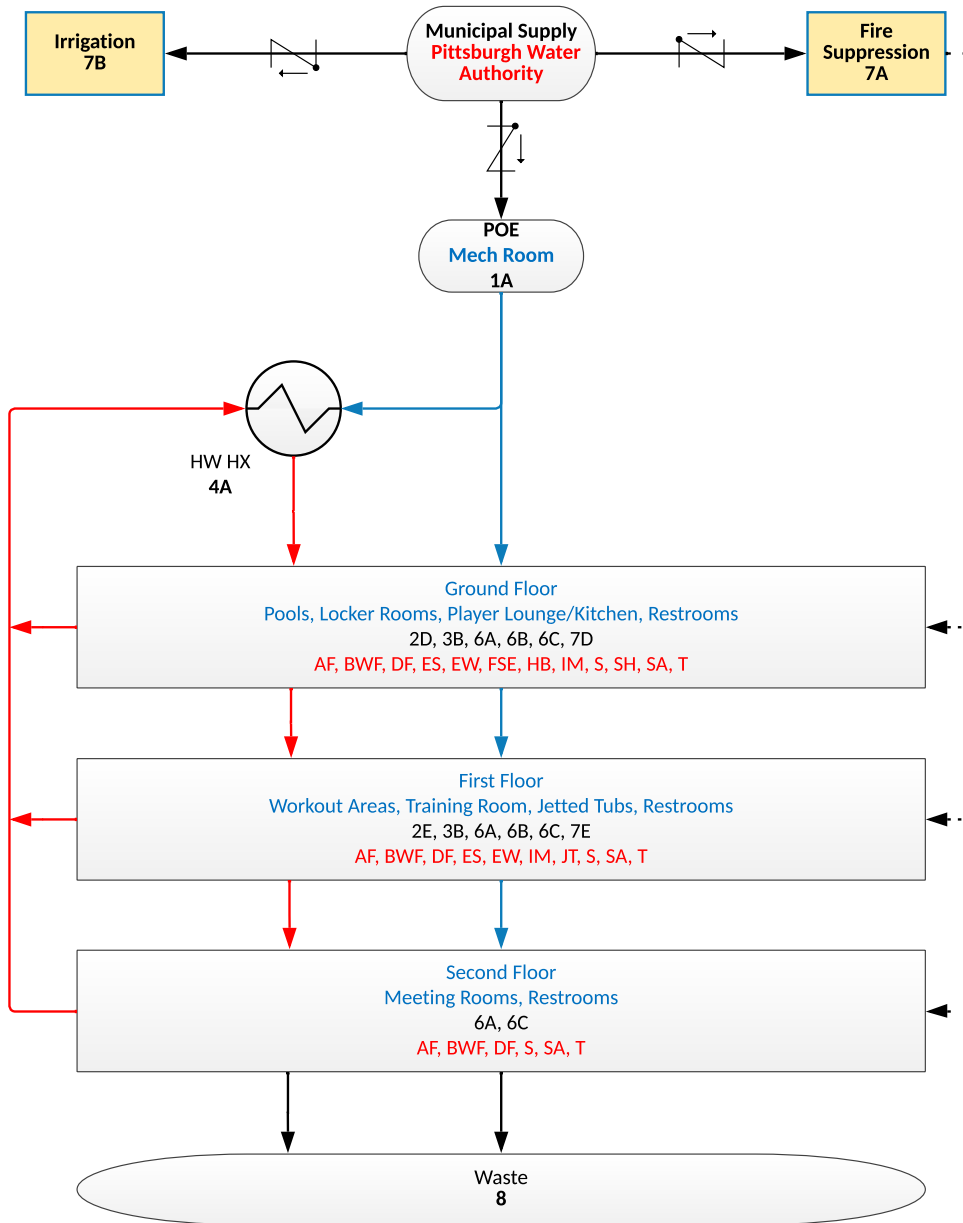 Irrigation
7B
Municipal Supply
Pittsburgh Water
Authority
Fire
Suppression
7A
POE
Mech Room
1A
HW HX
4A
Ground Floor
Pools, Locker Rooms, Player Lounge/Kitchen, Restrooms
2D, 3B, 6A, 6B, 6C, 7D
AF, BWF, DF, ES, EW, FSE, HB, IM, S, SH, SA, T
First Floor
Workout Areas, Training Room, Jetted Tubs, Restrooms
2E, 3B, 6A, 6B, 6C, 7E
AF, BWF, DF, ES, EW, IM, JT, S, SA, T
Second Floor
Meeting Rooms, Restrooms
6A, 6C
AF, BWF, DF, S, SA, T
Waste
8